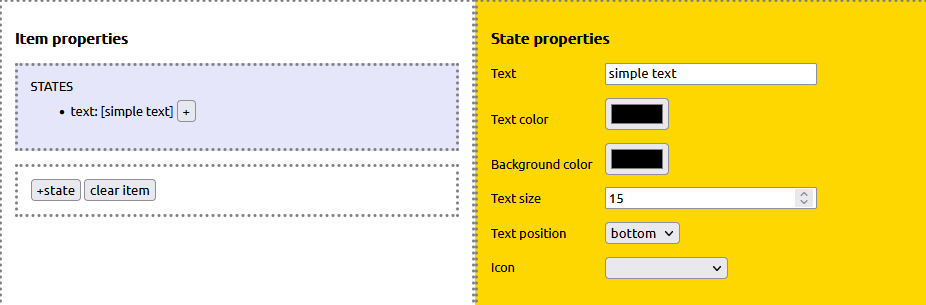 Item properties
STATES
• text: [simple text] +
+state clear item
State properties
Text simple text
Text color
Background color
Text size 15
Text position bottom
Icon